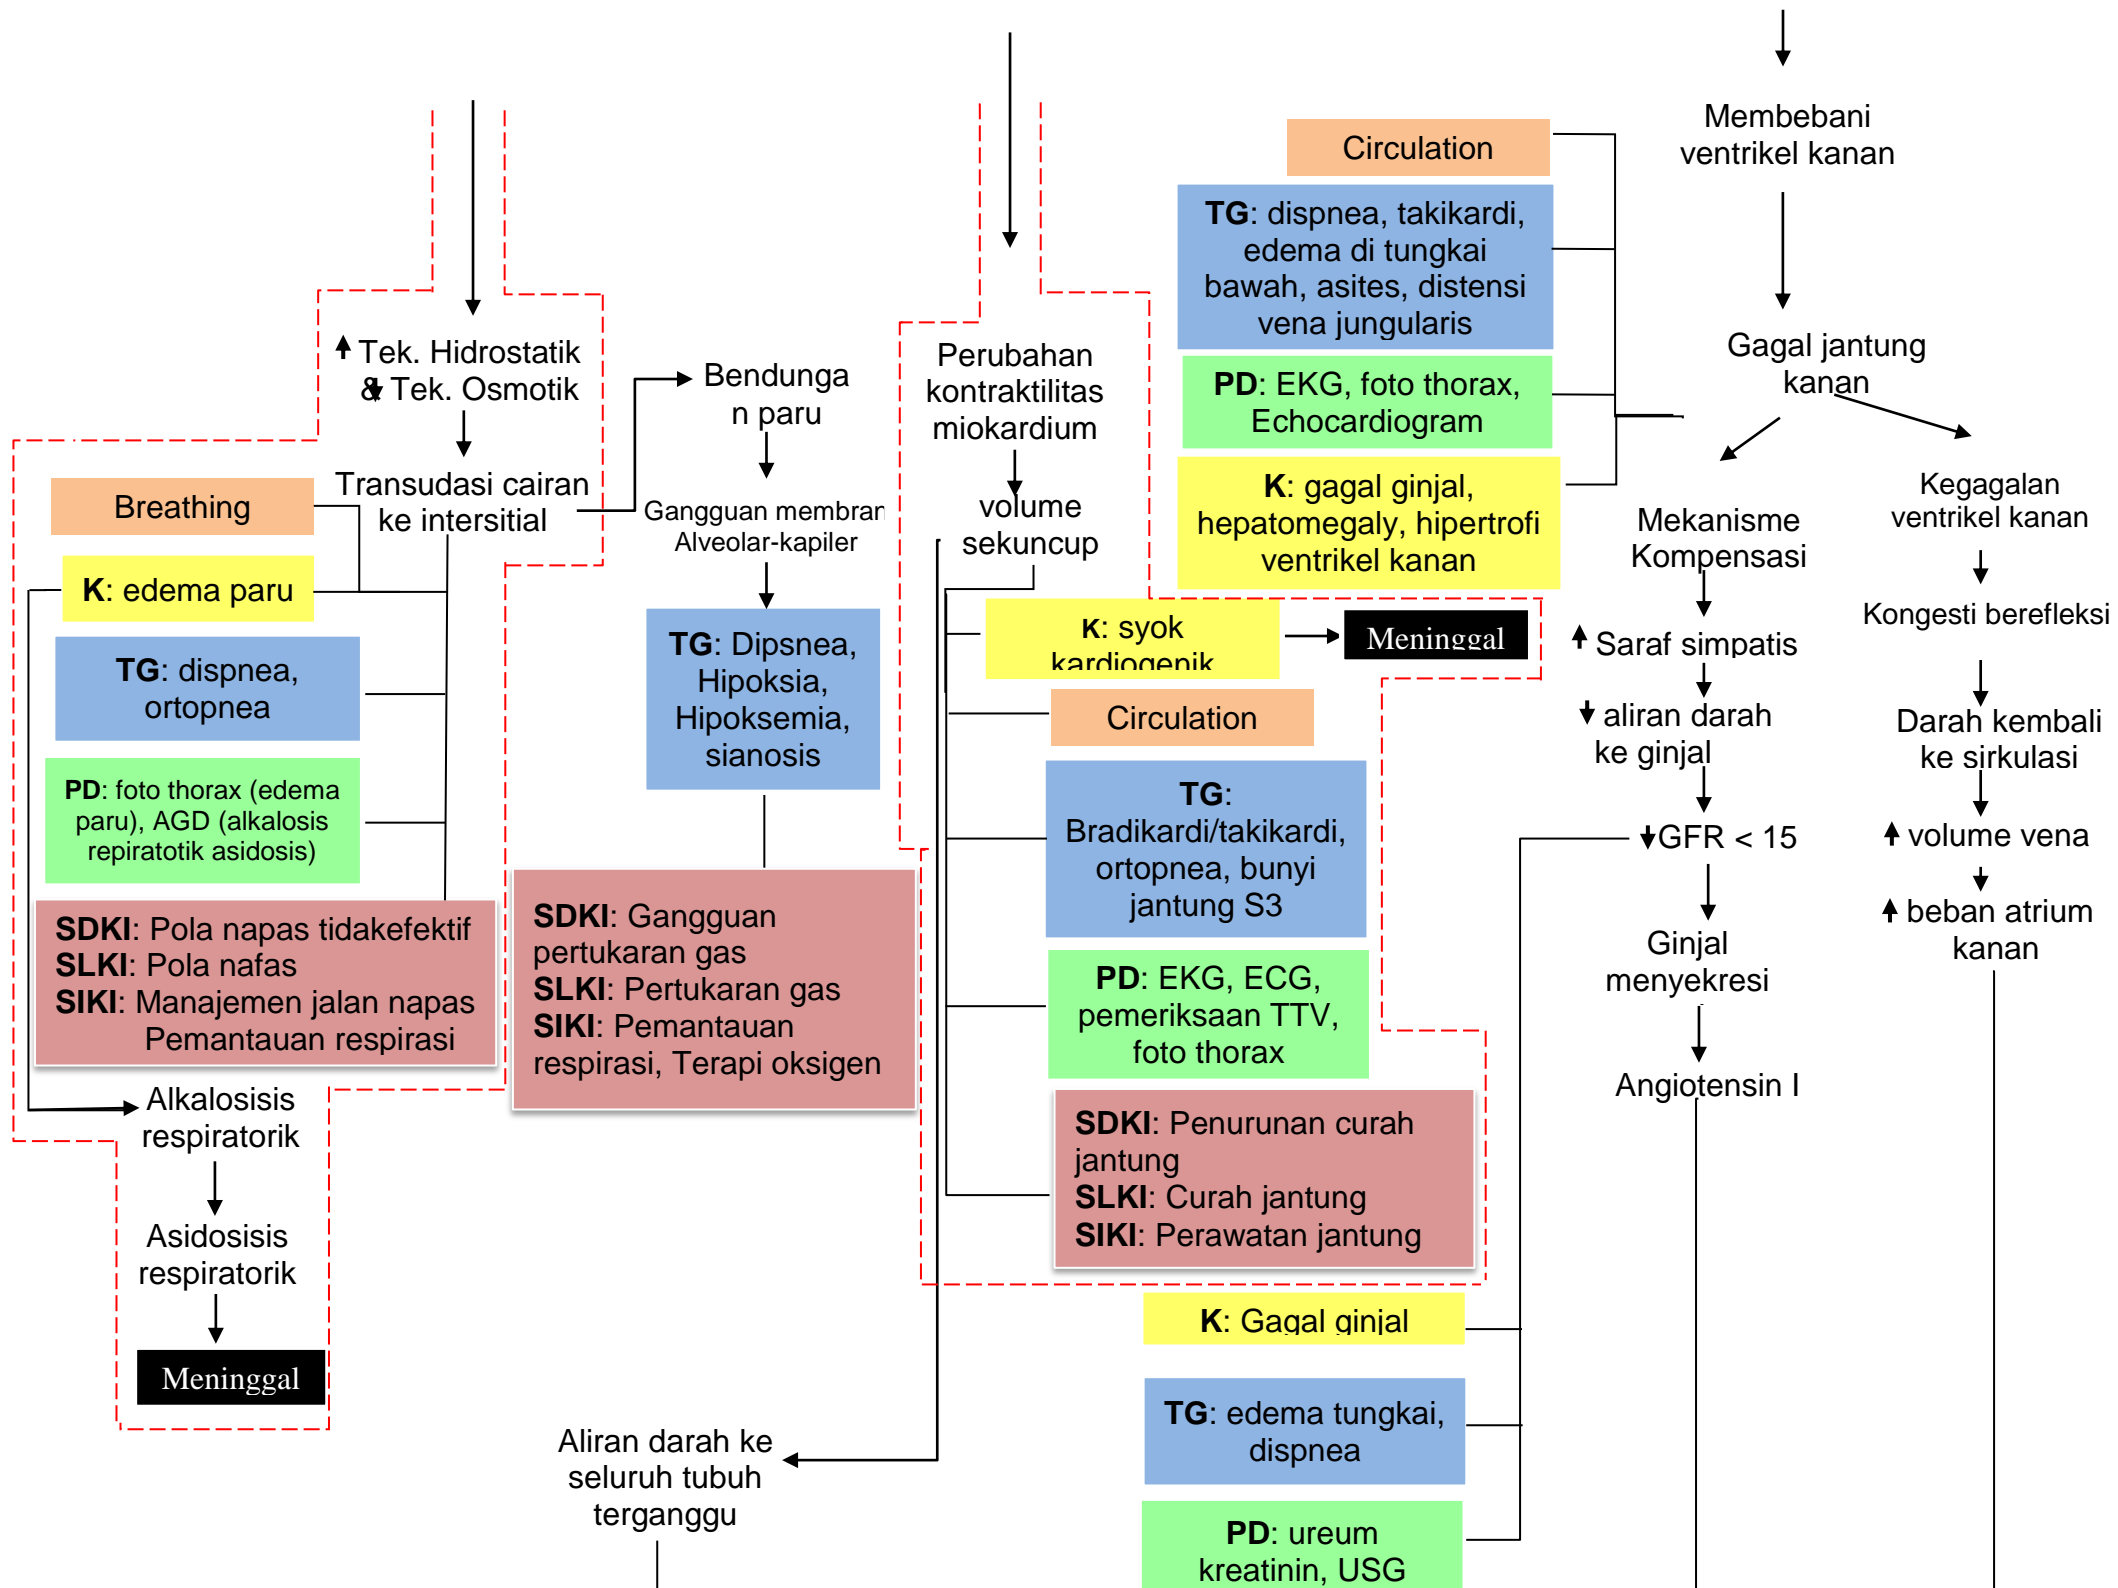 Membebani
ventrikel kanan
Circulation
TG: dispnea, takikardi,
edema di tungkai
bawah, asites, distensi
vena jungularis
PD: EKG, foto thorax,
Echocardiogram
K: gagal ginjal,
hepatomegaly, hipertrofi
ventrikel kanan
Gagal jantung
kanan
Tek. Hidrostatik
& Tek. Osmotik
Transudasi cairan
ke intersitial
Breathing
K: edema paru
TG: dispnea,
ortopnea
PD: foto thorax (edema
paru), AGD (alkalosis
repiratotik asidosis)
SDKI: Pola napas tidakefektif
SLKI: Pola nafas
SIKI: Manajemen jalan napas
Pemantauan respirasi
Alkalosisis
respiratorik
Asidosisis
respiratorik
Meninggal
Bendunga
n paru
Gangguan membran
Alveolar-kapiler
TG: Dipsnea,
Hipoksia,
Hipoksemia,
sianosis
SDKI: Gangguan
pertukaran gas
SLKI: Pertukaran gas
SIKI: Pemantauan
respirasi, Terapi oksigen
Perubahan
kontraktilitas
miokardium
volume
sekuncup
K: syok
kardiogenik
Meninggal
Circulation
TG:
Bradikardi/takikardi,
ortopnea, bunyi
jantung S3
PD: EKG, ECG,
pemeriksaan TTV,
foto thorax
SDKI: Penurunan curah
jantung
SLKI: Curah jantung
SIKI: Perawatan jantung
Aliran darah ke
seluruh tubuh
terganggu
Mekanisme
Kompensasi
Saraf simpatis
aliran darah
ke ginjal
GFR < 15
Ginjal
menyekresi
Angiotensin I
Kegagalan
ventrikel kanan
Kongesti berefleksi
Darah kembali
ke sirkulasi
volume vena
beban atrium
kanan
K: Gagal ginjal
TG: edema tungkai,
dispnea
PD: ureum
kreatinin, USG